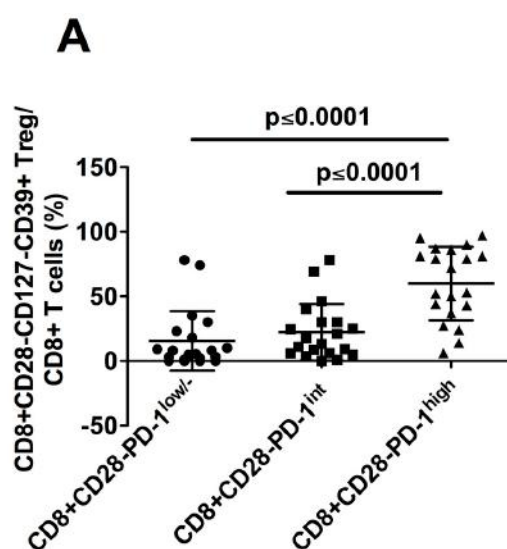 A
CD8+CD28-CD127-CD39+ Treg/
CD8+ T cells (%)
p≤0.0001
p≤0.0001
150
100
50
0
-50
CD8+CD28-PD-1low/-
CD8+CD28-PD-1int
CD8+CD28-PD-1high